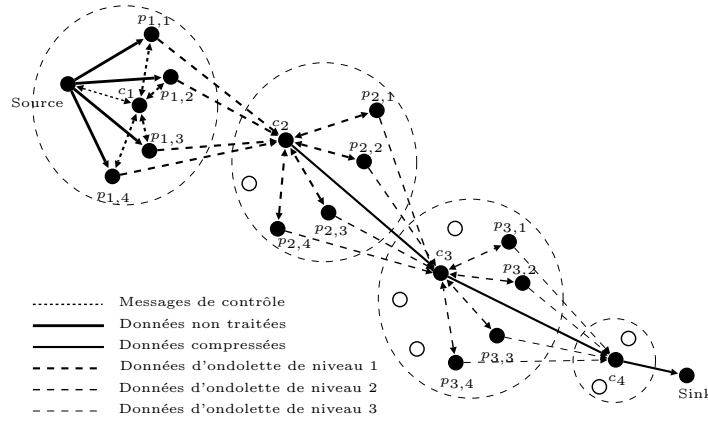 p1,1
Source
c1
p1,2
p1,3
p1,4
c2
p2,1
p2,2
p2,3
p2,4
c3
p3,1
p3,2
p3,3
p3,4
c4
Sink
Messages de contrôle
Données non traitées
Données compressées
Données d'ondolette de niveau 1
Données d'ondolette de niveau 2
Données d'ondolette de niveau 3